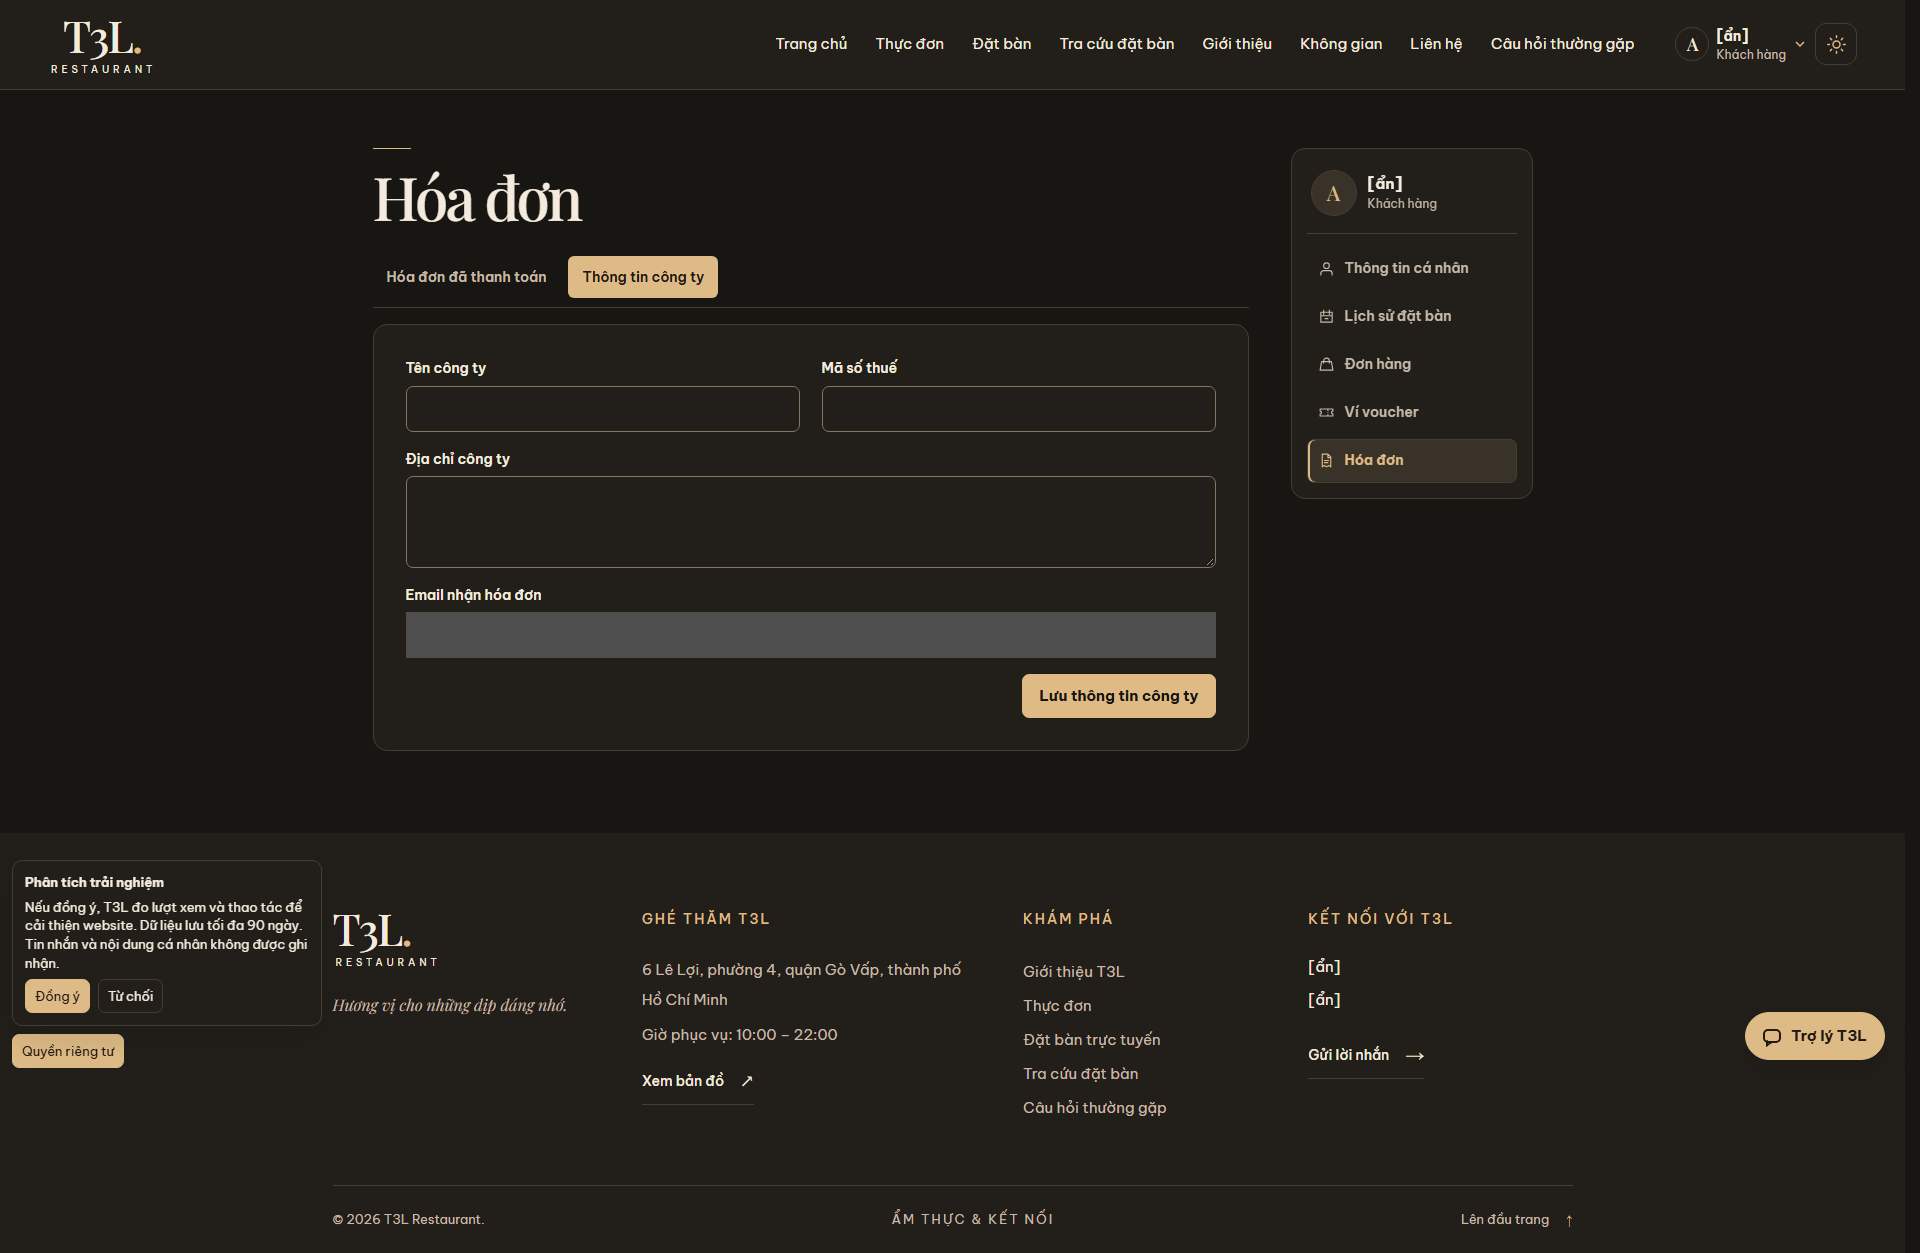 T3L.
RESTAURANT
Trang chủ
Thực đơn
Đặt bàn
Tra cứu đặt bàn
Giới thiệu
Không gian
Liên hệ
Câu hỏi thường gặp
A
[ẩn]
Khách hàng
Hóa đơn
Hóa đơn đã thanh toán
Thông tin công ty
Tên công ty
Mã số thuế
Địa chỉ công ty
Email nhận hóa đơn
Lưu thông tin công ty
A
[ẩn]
Khách hàng
Thông tin cá nhân
Lịch sử đặt bàn
Đơn hàng
Ví voucher
Hóa đơn
Phân tích trải nghiệm
Nếu đồng ý, T3L đo lượt xem và thao tác để
cải thiện website. Dữ liệu lưu tối đa 90 ngày.
Tin nhắn và nội dung cá nhân không được ghi
nhận.
Đồng ý
Từ chối
Quyền riêng tư
T3L.
RESTAURANT
Hương vị cho những dịp đáng nhớ.
GHÉ THĂM T3L
6 Lê Lợi, phường 4, quận Gò Vấp, thành phố
Hồ Chí Minh
Giờ phục vụ: 10:00 – 22:00
Xem bản đồ ↗
KHÁM PHÁ
Giới thiệu T3L
Thực đơn
Đặt bàn trực tuyến
Tra cứu đặt bàn
Câu hỏi thường gặp
KẾT NỐI VỚI T3L
[ẩn]
[ẩn]
Gửi lời nhắn →
Trợ lý T3L
© 2026 T3L Restaurant.
ẨM THỰC & KẾT NỐI
Lên đầu trang ↑